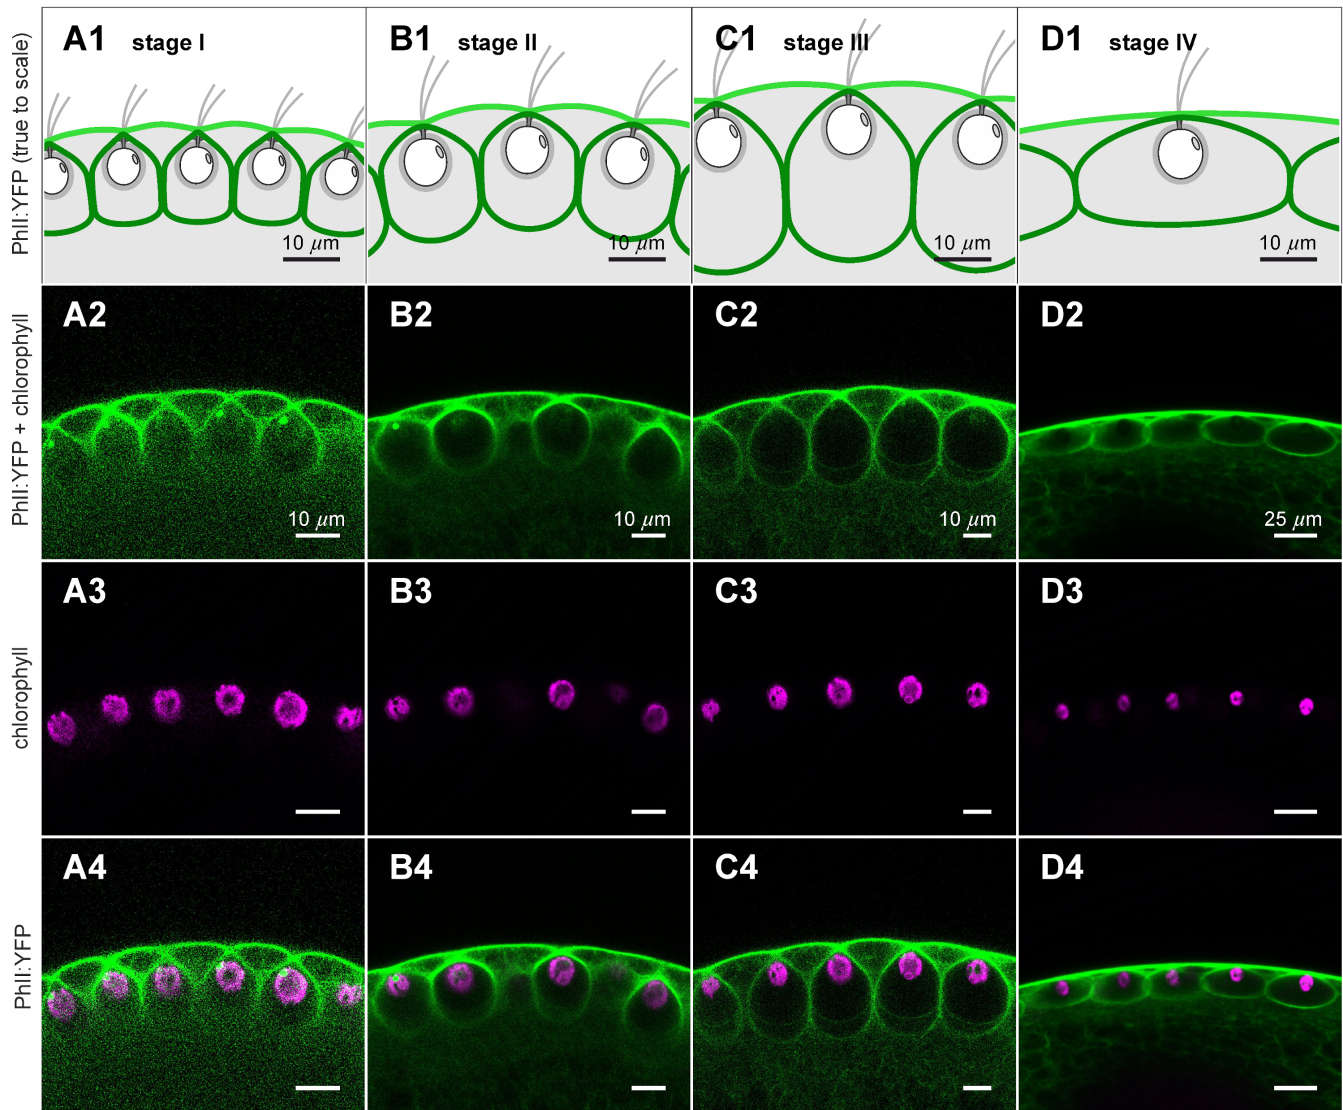 PhII:YFP (true to scale)
A1 stage I
B1 stage II
C1 stage III
D1 stage IV
10 µm
10 µm
10 µm
10 µm
PhII:YFP + chlorophyll
A2
B2
C2
D2
10 µm
10 µm
10 µm
25 µm
chlorophyll
A3
B3
C3
D3
PhII:YFP
A4
B4
C4
D4